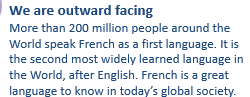 We are outward facing
More than 200 million people around the
World speak French as a first language. It is
the second most widely learned language in
the World, after English. French is a great
language to know in today's global society.